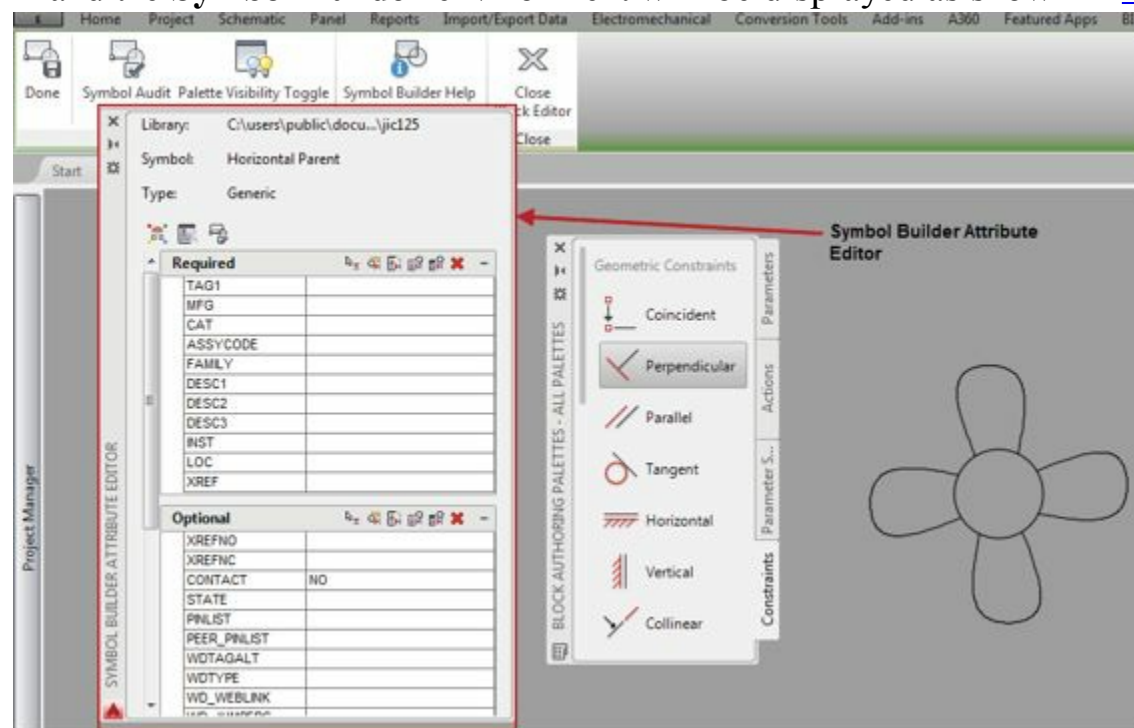 Home Project Schematic Panel Reports Import/Export Data Electromechanical Conversion Tools Add-ins A360 Featured Apps
Done Symbol Audit Palette Visibility Toggle Symbol Builder Help Close
ck Editor
Close
Start
Library: C:\users\public\docu...\jic125
Symbol: Horizontal Parent
Type: Generic
Required
TAG1
MFG
CAT
ASSYCODE
FAMILY
DESC1
DESC2
DESC3
INST
LOC
XREF
Optional
XREFNO
XREFNC
CONTACT NO
STATE
PINLIST
PEER_PINLIST
WDTAGALT
WDTYPE
WD_WEBLINK
SYMBOL BUILDER ATTRIBUTE EDITOR
Project Manager
Symbol Builder Attribute
Editor
Geometric Constraints
Coincident
Perpendicular
Parallel
Tangent
Horizontal
Vertical
Collinear
BLOCK AUTHORING PALETTES - ALL PALETTES
Parameters
Actions
Parameter S...
Constraints